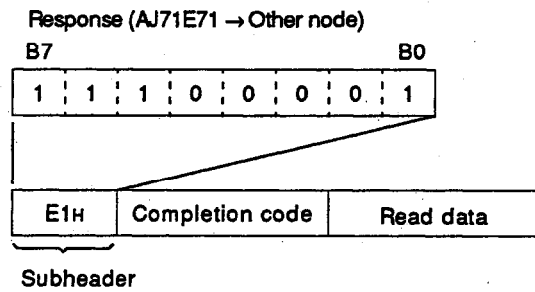 Response (AJ71E71 → Other node)
B7 B0
1 1 1 0 0 0 0 1
E1H Completion code Read data
Subheader